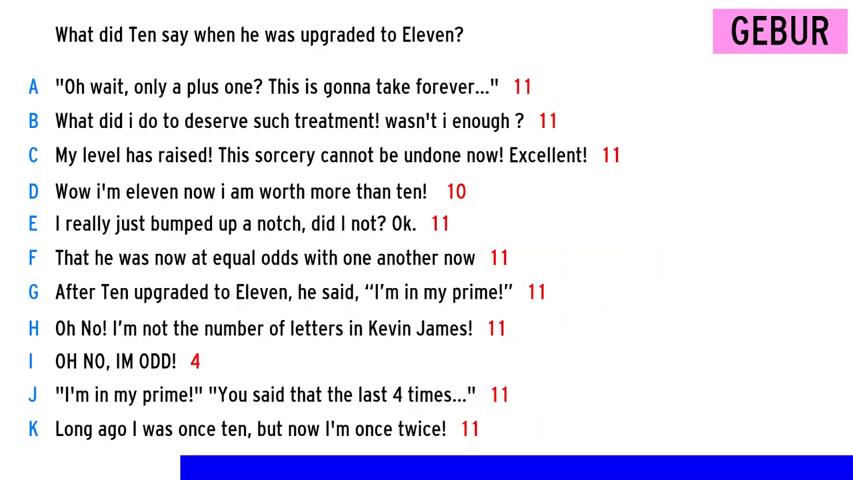 What did Ten say when he was upgraded to Eleven?
GEBUR
A "Oh wait, only a plus one? This is gonna take forever..." 11
B What did i do to deserve such treatment! wasn't i enough ? 11
C My level has raised! This sorcery cannot be undone now! Excellent! 11
D Wow i'm eleven now i am worth more than ten! 10
E I really just bumped up a notch, did I not? Ok. 11
F That he was now at equal odds with one another now 11
G After Ten upgraded to Eleven, he said, “I’m in my prime!” 11
H Oh No! I’m not the number of letters in Kevin James! 11
I OH NO, IM ODD! 4
J "I'm in my prime!" "You said that the last 4 times..." 11
K Long ago I was once ten, but now I'm once twice! 11